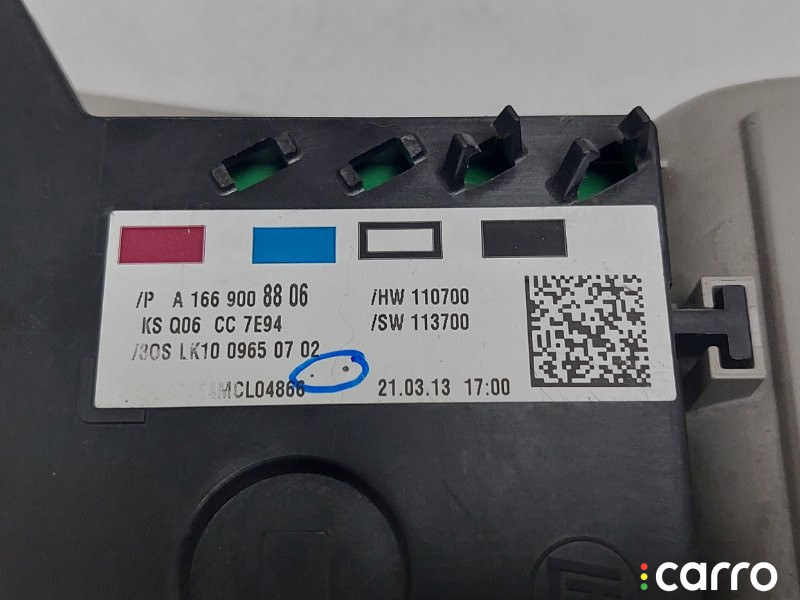 /P A 166 900 88 06
/HW 110700
KS Q06 CC 7E94
/SW 113700
/3OS LK10 0965 07 02
4MCL04866
21.03.13 17:00
carro